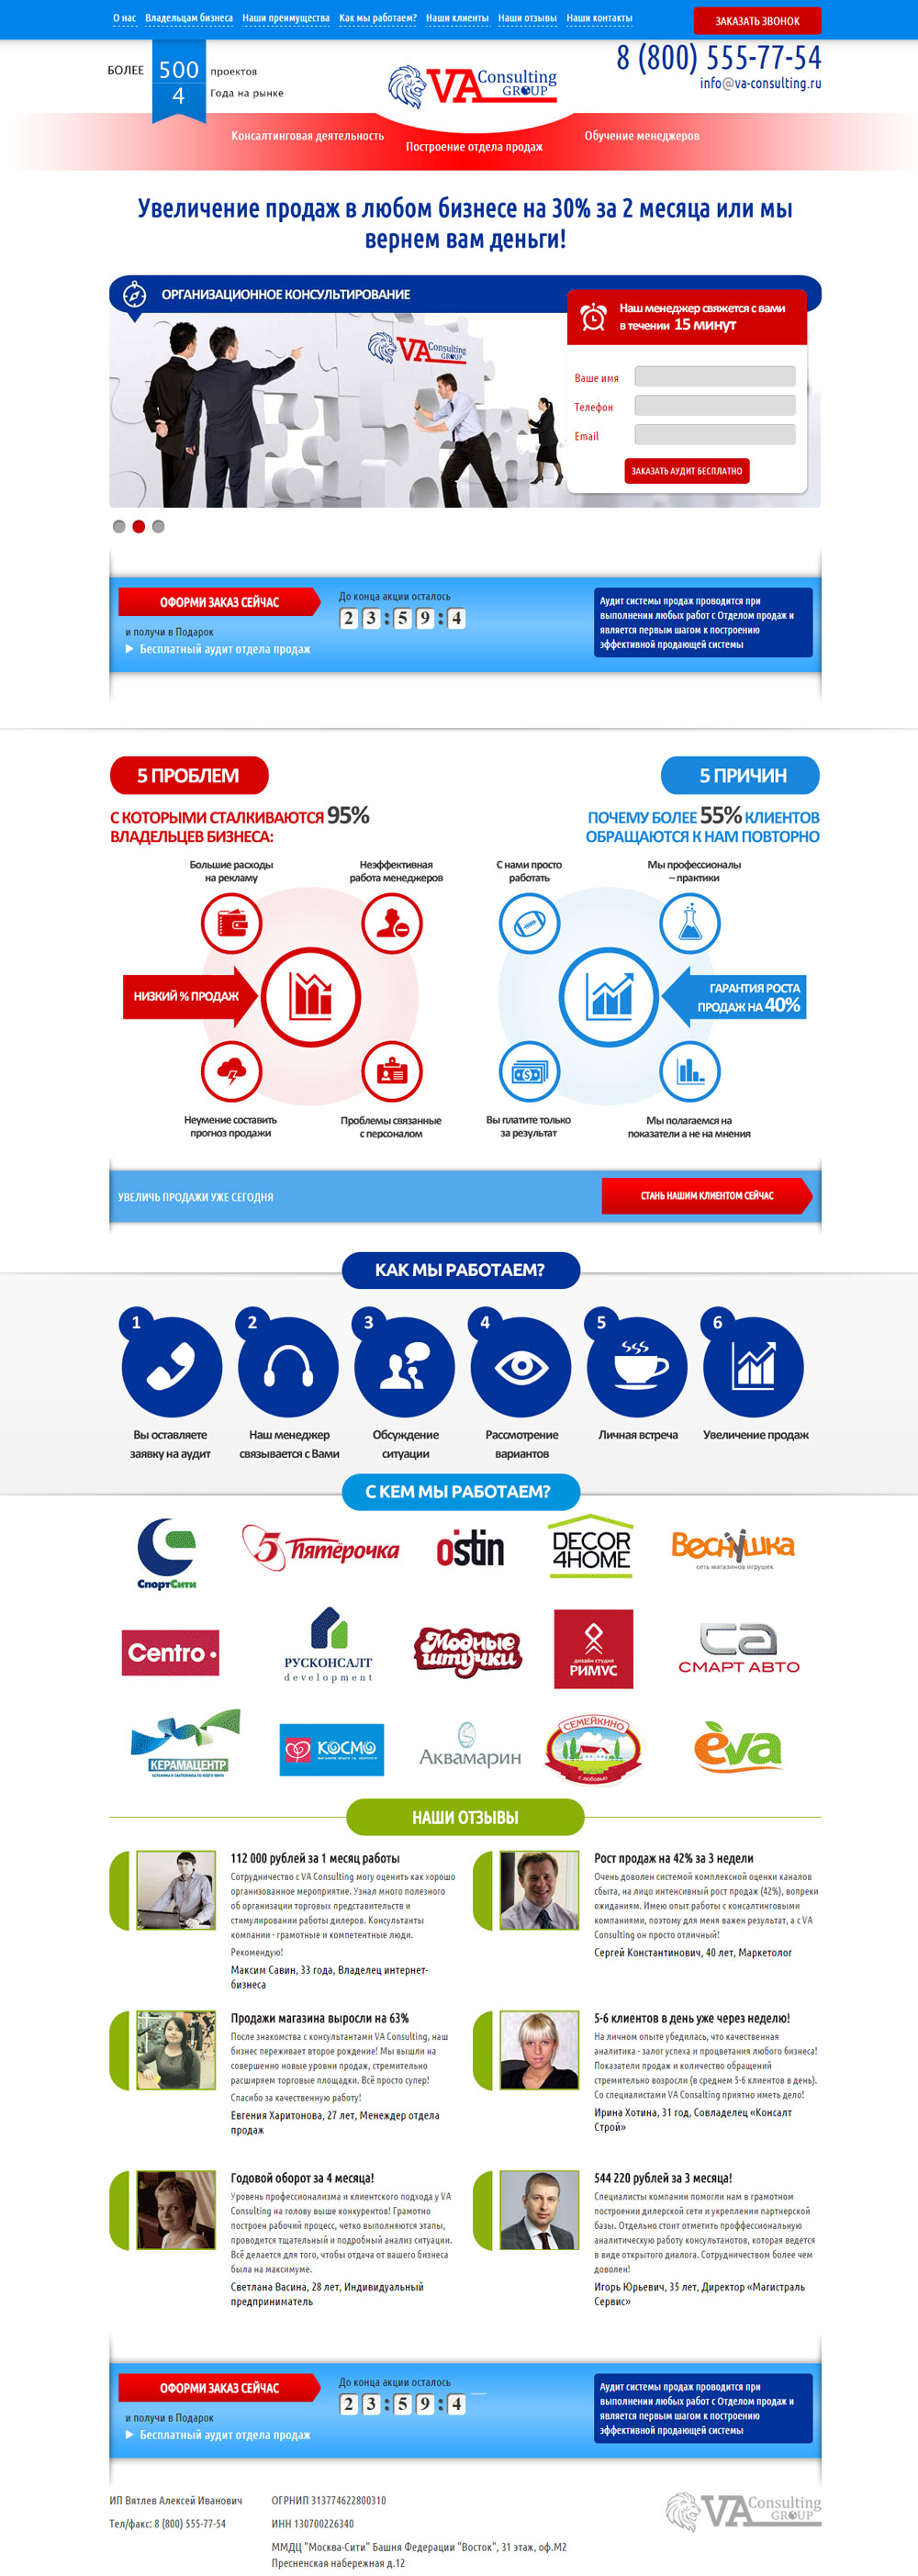 О нас Владельцам бизнеса Наши преимущества Как мы работаем? Наши клиенты Наши отзывы Наши контакты
ЗАКАЗАТЬ ЗВОНОК
БОЛЕЕ 500 проектов
4 Года на рынке
VA Consulting
GROUP
8 (800) 555-77-54
info@va-consulting.ru
Консалтинговая деятельность
Построение отдела продаж
Обучение менеджеров
Увеличение продаж в любом бизнесе на 30% за 2 месяца или мы
вернем вам деньги!
ОРГАНИЗАЦИОННОЕ КОНСУЛЬТИРОВАНИЕ
VA Consulting
GROUP
Наш менеджер свяжется с вами
в течении 15 минут
Ваше имя
Телефон
Email
ЗАКАЗАТЬ АУДИТ БЕСПЛАТНО
ОФОРМИ ЗАКАЗ СЕЙЧАС
и получи в Подарок
Бесплатный аудит отдела продаж
До конца акции осталось
23:59:4
Аудит системы продаж проводится при
выполнении любых работ с Отделом продаж и
является первым шагом к построению
эффективной продающей системы
5 ПРОБЛЕМ
С КОТОРЫМИ СТАЛКИВАЮТСЯ 95%
ВЛАДЕЛЬЦЕВ БИЗНЕСА:
Большие расходы
на рекламу
Неэффективная
работа менеджеров
НИЗКИЙ % ПРОДАЖ
Неумение составить
прогноз продажи
Проблемы связанные
с персоналом
5 ПРИЧИН
ПОЧЕМУ БОЛЕЕ 55% КЛИЕНТОВ
ОБРАЩАЮТСЯ К НАМ ПОВТОРНО
С нами просто
работать
Мы профессионалы
– практики
ГАРАНТИЯ РОСТА
ПРОДАЖ НА 40%
Вы платите только
за результат
Мы полагаемся на
показатели а не на мнения
УВЕЛИЧЬ ПРОДАЖИ УЖЕ СЕГОДНЯ
СТАНЬ НАШИМ КЛИЕНТОМ СЕЙЧАС
КАК МЫ РАБОТАЕМ?
1 2 3 4 5 6
Вы оставляете
заявку на аудит
Наш менеджер
связывается с Вами
Обсуждение
ситуации
Рассмотрение
вариантов
Личная встреча
Увеличение продаж
С КЕМ МЫ РАБОТАЕМ?
СпортСити
5 Пятёрочка
o'stin
DECOR
4HOME
Веснушка
сеть магазинов игрушек
Centro
РУСКОНСАЛТ
development
Модные
штучки
дизайн студия
РИМУС
СМАРТ АВТО
КЕРАМАЦЕНТР
КОСМО
Аквамарин
СЕМЕЙКИНО
с любовью
ёva
НАШИ ОТЗЫВЫ
112 000 рублей за 1 месяц работы
Сотрудничество с VA Consulting могу оценить как хорошо
организованное мероприятие. Узнал много полезного
об организации торговых представительств и
стимулировании работы дилеров. Консультанты
компании - грамотные и компетентные люди.
Рекомендую!
Максим Савин, 33 года, Владелец интернет-
бизнеса
Рост продаж на 42% за 3 недели
Очень доволен системой комплексной оценки каналов
сбыта, на лицо интенсивный рост продаж (42%), вопреки
ожиданиям. Имею опыт работы с консалтинговыми
компаниями, поэтому для меня важен результат, а с VA
Consulting он просто отличный!
Сергей Константинович, 40 лет, Маркетолог
Продажи магазина выросли на 63%
После знакомства с консультантами VA Consulting, наш
бизнес переживает второе рождение! Мы вышли на
совершенно новые уровни продаж, стремительно
расширяем торговые площадки. Всё просто супер!
Спасибо за качественную работу!
Евгения Харитонова, 27 лет, Менеждер отдела
продаж
5-6 клиентов в день уже через неделю!
На личном опыте убедилась, что качественная
аналитика - залог успеха и процветания любого бизнеса!
Показатели продаж и количество обращений
стремительно возросли (в среднем 5-6 клиентов в день).
Со специалистами VA Consalting приятно иметь дело!
Ирина Хотина, 31 год, Совладелец «Консалт
Строй»
Годовой оборот за 4 месяца!
Уровень профессионализма и клиентского подхода у VA
Consulting на голову выше конкурентов! Грамотно
построен рабочий процесс, четко выполняются этапы,
проводится тщательный и подробный анализ ситуации.
Всё делается для того, чтобы отдача от вашего бизнеса
была на максимуме.
Светлана Васина, 28 лет, Индивидуальный
предприниматель
544 220 рублей за 3 месяца!
Специалисты компании помогли нам в грамотном
построении дилерской сети и укреплении партнерской
базы. Отдельно стоит отметить проффессиональную
аналитическую работу консультанотов, которая ведется
в виде открытого диалога. Сотрудничеством более чем
доволен!
Игорь Юрьевич, 35 лет, Директор «Магистраль
Сервис»
ОФОРМИ ЗАКАЗ СЕЙЧАС
и получи в Подарок
Бесплатный аудит отдела продаж
До конца акции осталось
23:59:4
Аудит системы продаж проводится при
выполнении любых работ с Отделом продаж и
является первым шагом к построению
эффективной продающей системы
ИП Вятлев Алексей Иванович
Тел/факс: 8 (800) 555-77-54
ОГРНИП 313774622800310
ИНН 130700226340
ММДЦ "Москва-Сити" Башня Федерации "Восток", 31 этаж, оф.М2
Пресненская набережная д.12
VA Consulting
GROUP